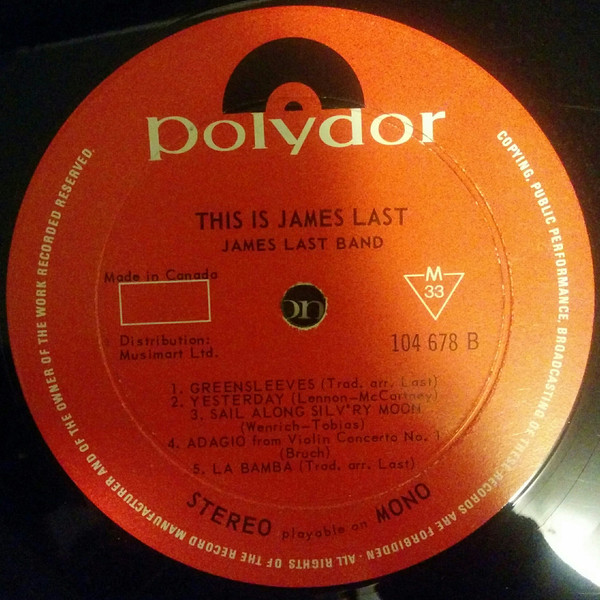 polydor
THIS IS JAMES LAST
JAMES LAST BAND
Made in Canada
M
33
Distribution:
Musimart Ltd.
104 678 B
1. GREENSLEEVES (Trad. arr. Last)
2. YESTERDAY (Lennon-McCartney)
3. SAIL ALONG SILV'RY MOON
(Wenrich-Tobias)
4. ADAGIO from Violin Concerto No. 1
(Bruch)
5. LA BAMBA (Trad. arr. Last)
STEREO playable on MONO
ALL RIGHTS OF THE RECORD MANUFACTURER AND OF THE OWNER OF THE WORK RECORDED RESERVED.
COPYING, PUBLIC PERFORMANCE, BROADCASTING OF THESE RECORDS ARE FORBIDDEN ·
on